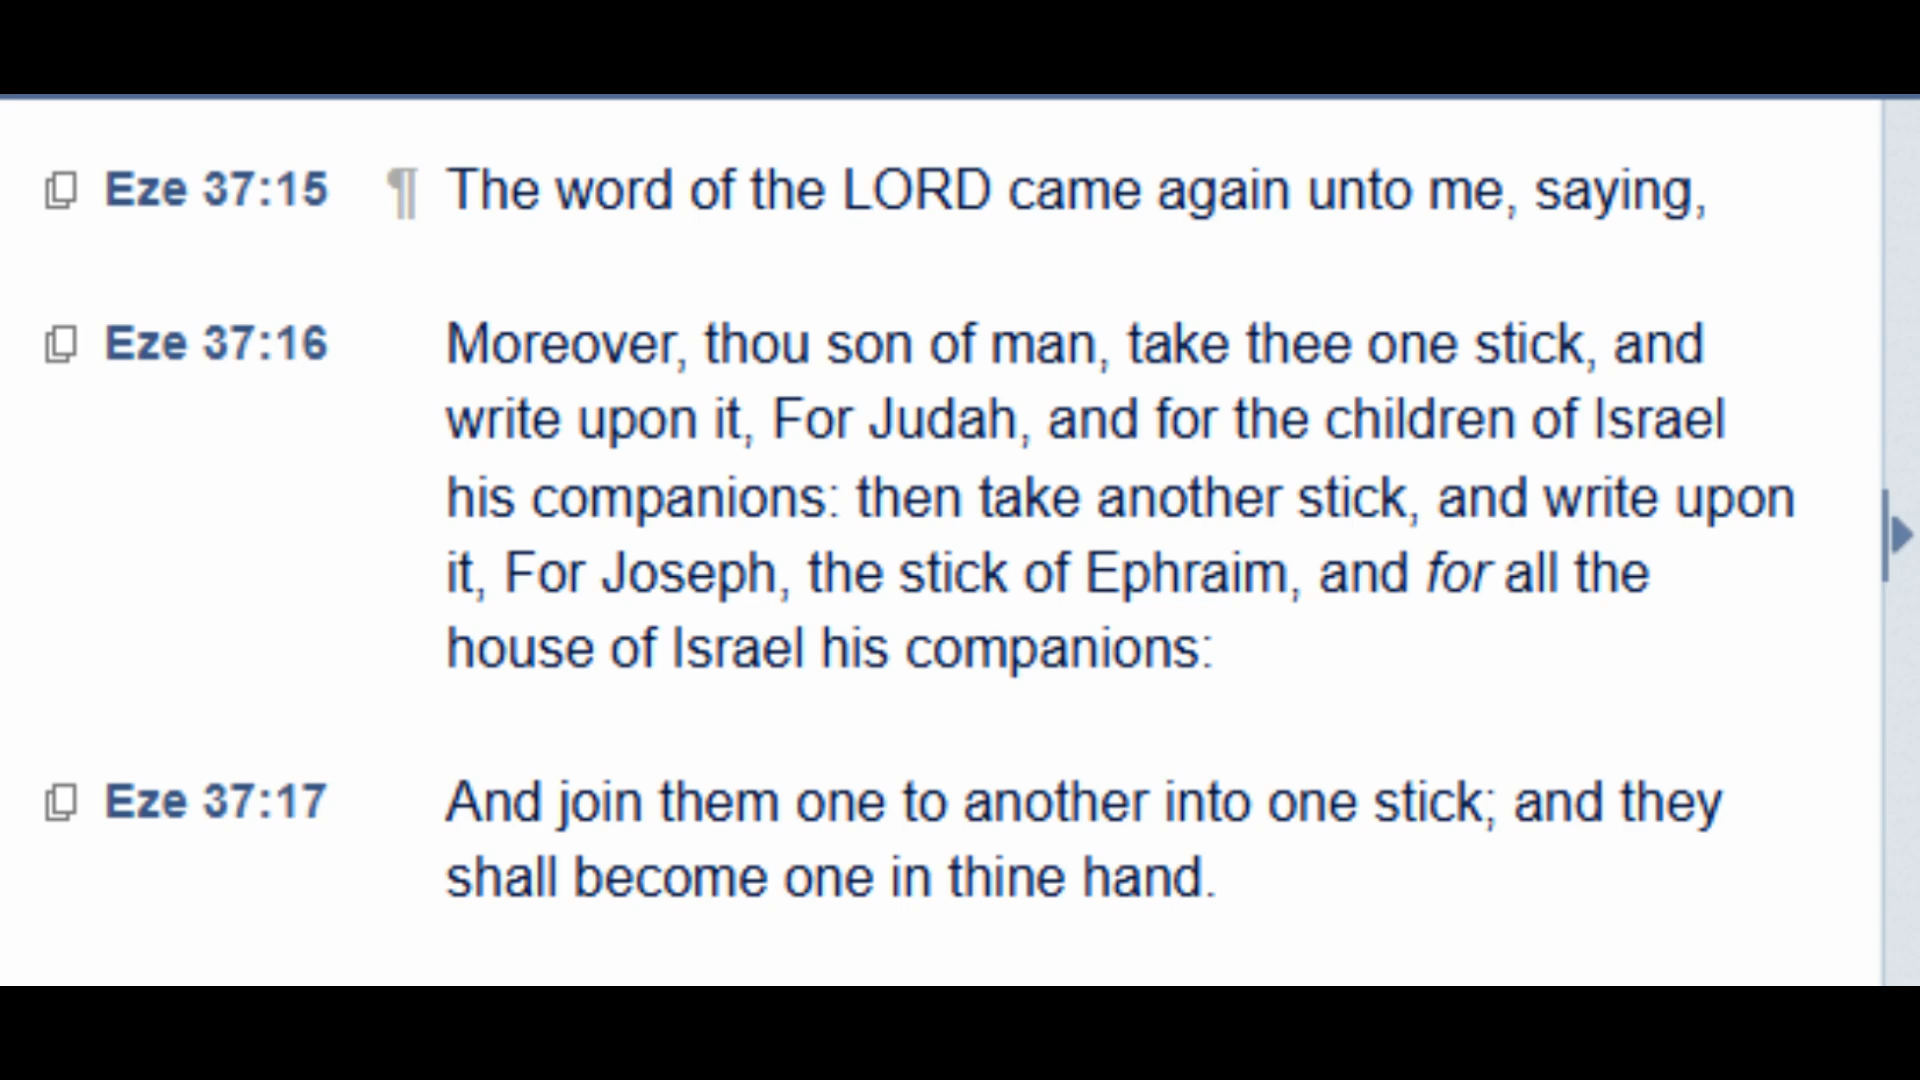 Eze 37:15 ¶ The word of the LORD came again unto me, saying,
Eze 37:16 Moreover, thou son of man, take thee one stick, and
write upon it, For Judah, and for the children of Israel
his companions: then take another stick, and write upon
it, For Joseph, the stick of Ephraim, and for all the
house of Israel his companions:
Eze 37:17 And join them one to another into one stick; and they
shall become one in thine hand.